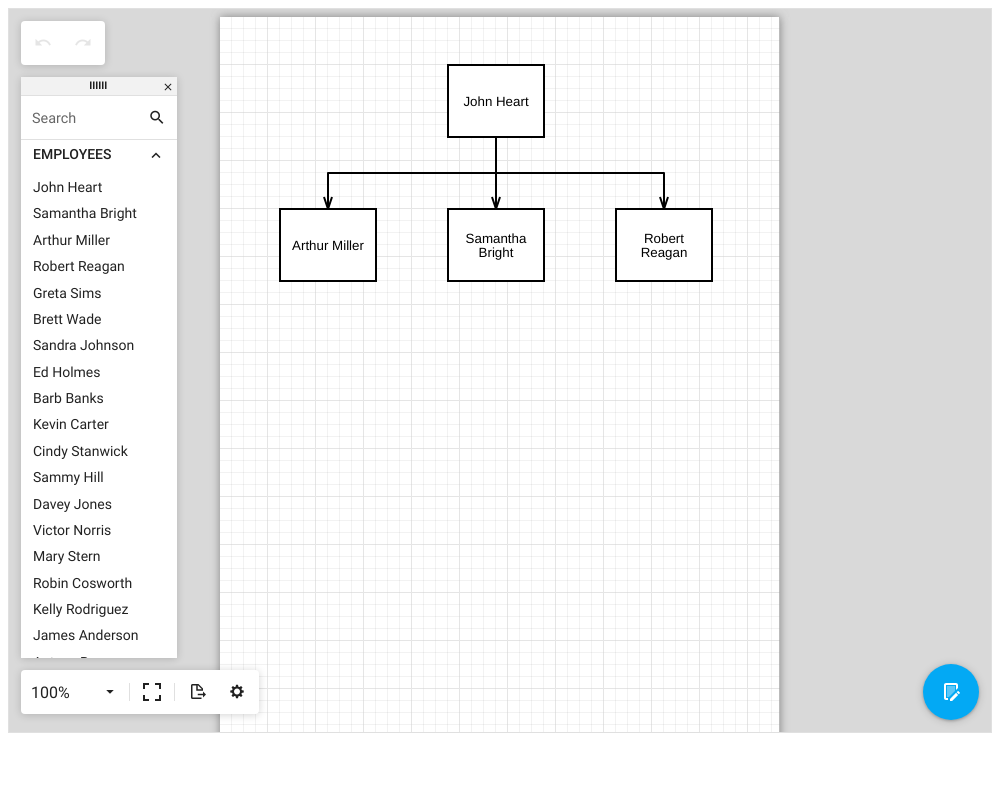 John Heart
Arthur Miller
Samantha
Bright
Robert
Reagan
Search
EMPLOYEES
John Heart
Samantha Bright
Arthur Miller
Robert Reagan
Greta Sims
Brett Wade
Sandra Johnson
Ed Holmes
Barb Banks
Kevin Carter
Cindy Stanwick
Sammy Hill
Davey Jones
Victor Norris
Mary Stern
Robin Cosworth
Kelly Rodriguez
James Anderson
100%